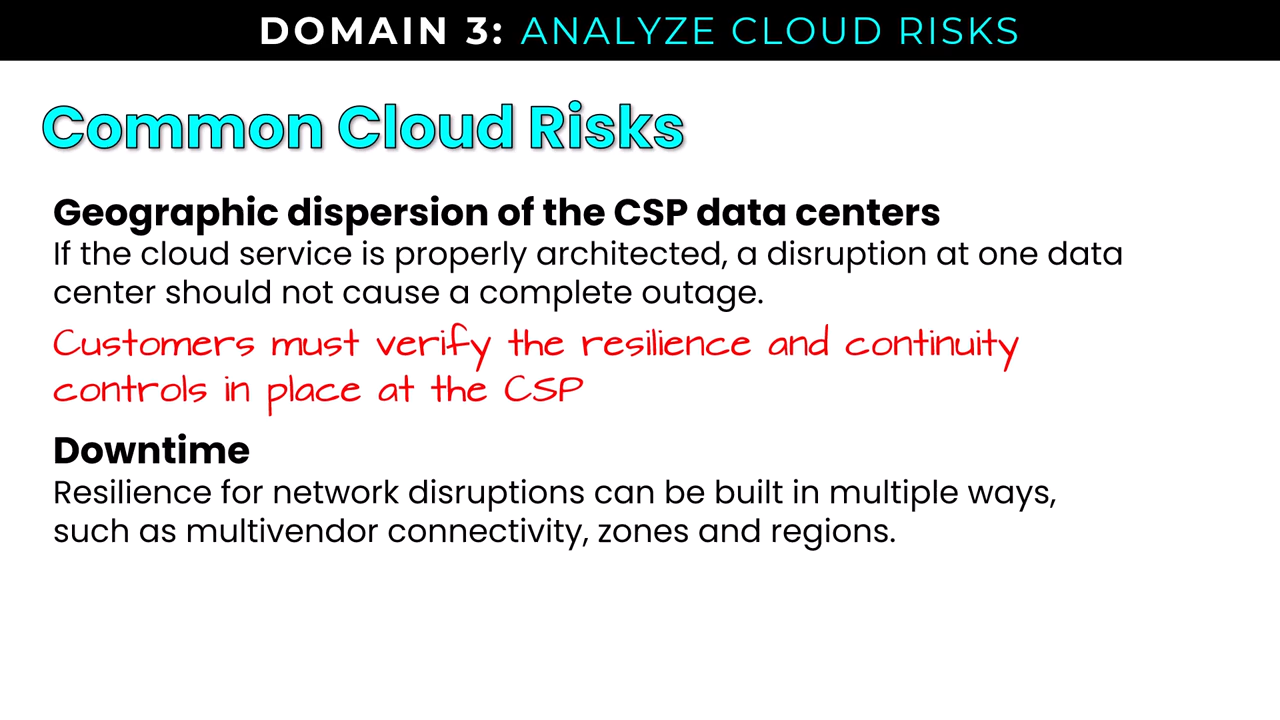 DOMAIN 3: ANALYZE CLOUD RISKS
Common Cloud Risks
Geographic dispersion of the CSP data centers
If the cloud service is properly architected, a disruption at one data
center should not cause a complete outage.
Customers must verify the resilience and continuity
controls in place at the CSP
Downtime
Resilience for network disruptions can be built in multiple ways,
such as multivendor connectivity, zones and regions.